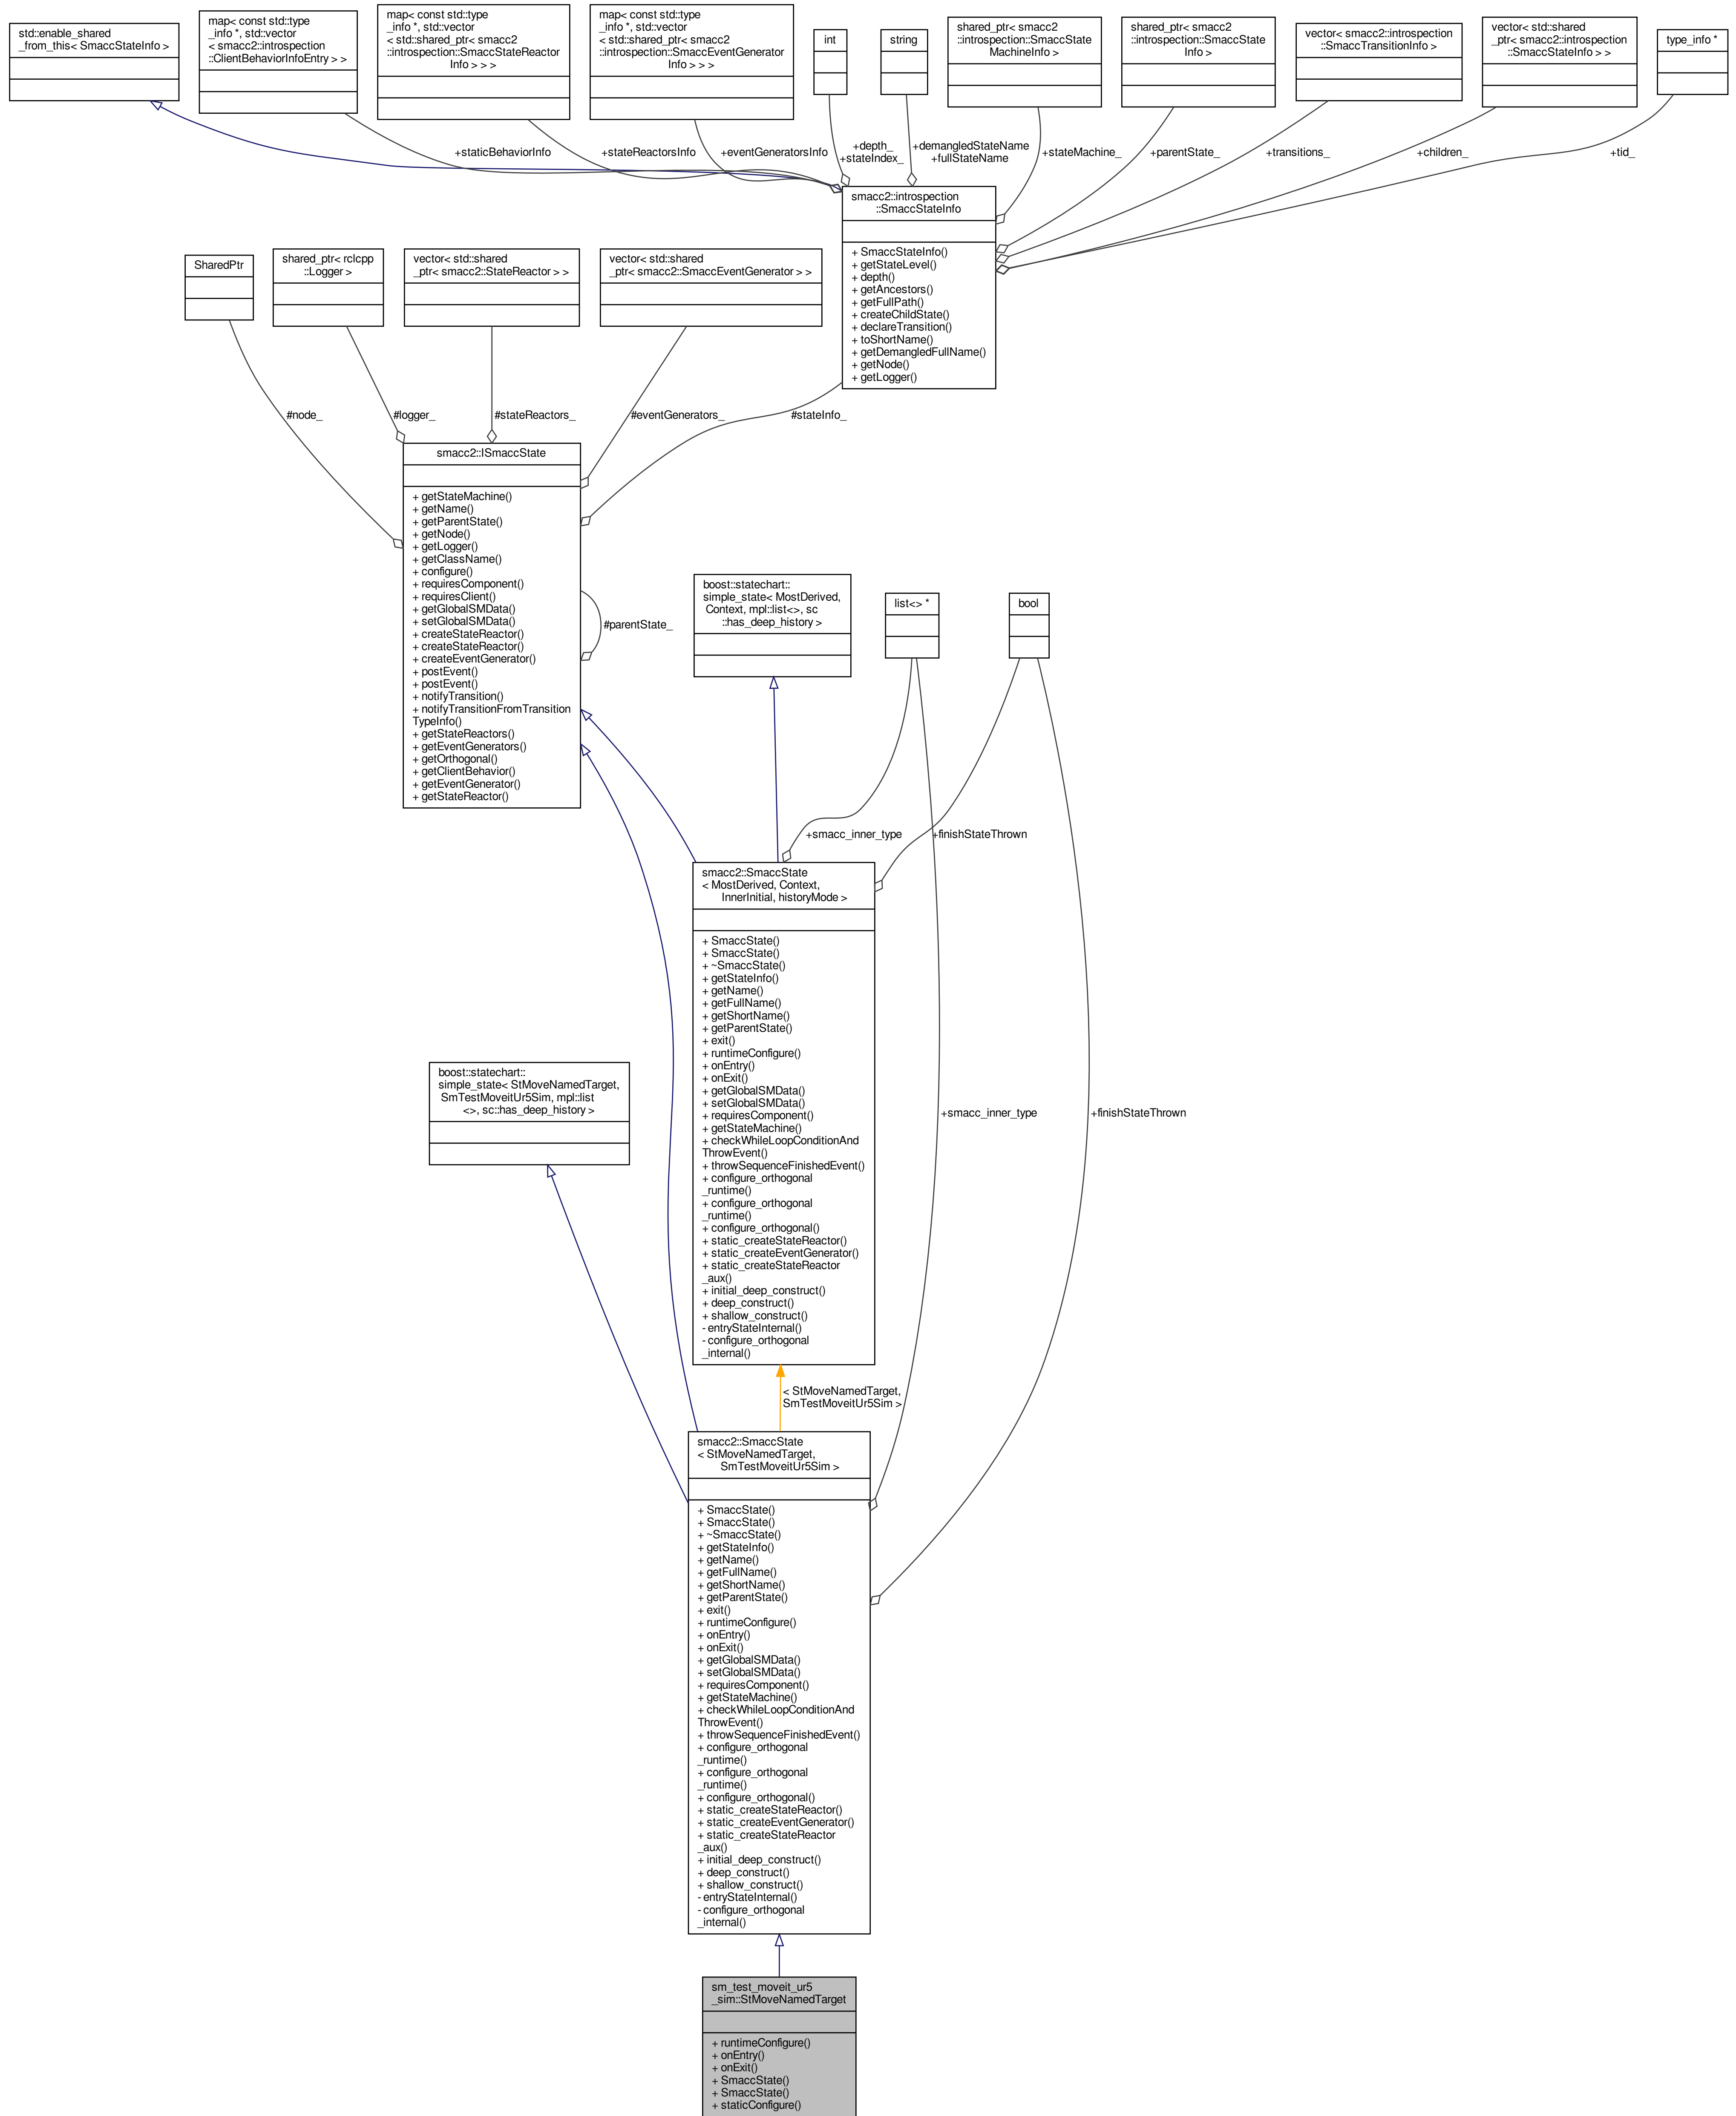 std::enable_shared
_from_this< SmaccStateInfo >
map< const std::type
_info *, std::vector
< smacc2::introspection
::ClientBehaviorInfoEntry > >
map< const std::type
_info *, std::vector
< std::shared_ptr< smacc2
::introspection::SmaccStateReactor
Info > > >
map< const std::type
_info *, std::vector
< std::shared_ptr< smacc2
::introspection::SmaccEventGenerator
Info > > >
int
string
shared_ptr< smacc2
::introspection::SmaccState
MachineInfo >
shared_ptr< smacc2
::introspection::SmaccState
Info >
vector< smacc2::introspection
::SmaccTransitionInfo >
vector< std::shared
_ptr< smacc2::introspection
::SmaccStateInfo > >
type_info *
+staticBehaviorInfo
+stateReactorsInfo
+eventGeneratorsInfo
+depth_
+stateIndex_
+demangledStateName
+fullStateName
+stateMachine_
+parentState_
+transitions_
+children_
+tid_
smacc2::introspection
::SmaccStateInfo
+ SmaccStateInfo()
+ getStateLevel()
+ depth()
+ getAncestors()
+ getFullPath()
+ createChildState()
+ declareTransition()
+ toShortName()
+ getDemangledFullName()
+ getNode()
+ getLogger()
SharedPtr
shared_ptr< rclcpp
::Logger >
vector< std::shared
_ptr< smacc2::StateReactor > >
vector< std::shared
_ptr< smacc2::SmaccEventGenerator > >
#node_
#logger_
#stateReactors_
#eventGenerators_
#stateInfo_
smacc2::ISmaccState
+ getStateMachine()
+ getName()
+ getParentState()
+ getNode()
+ getLogger()
+ getClassName()
+ configure()
+ requiresComponent()
+ requiresClient()
+ getGlobalSMData()
+ setGlobalSMData()
+ createStateReactor()
+ createStateReactor()
+ createEventGenerator()
+ postEvent()
+ postEvent()
+ notifyTransition()
+ notifyTransitionFromTransition
TypeInfo()
+ getStateReactors()
+ getEventGenerators()
+ getOrthogonal()
+ getClientBehavior()
+ getEventGenerator()
+ getStateReactor()
#parentState_
boost::statechart::
simple_state< MostDerived,
Context, mpl::list<>, sc
::has_deep_history >
list<> *
bool
+smacc_inner_type
+finishStateThrown
smacc2::SmaccState
< MostDerived, Context,
InnerInitial, historyMode >
+ SmaccState()
+ SmaccState()
+ ~SmaccState()
+ getStateInfo()
+ getName()
+ getFullName()
+ getShortName()
+ getParentState()
+ exit()
+ runtimeConfigure()
+ onEntry()
+ onExit()
+ getGlobalSMData()
+ setGlobalSMData()
+ requiresComponent()
+ getStateMachine()
+ checkWhileLoopConditionAnd
ThrowEvent()
+ throwSequenceFinishedEvent()
+ configure_orthogonal
_runtime()
+ configure_orthogonal
_runtime()
+ configure_orthogonal()
+ static_createStateReactor()
+ static_createEventGenerator()
+ static_createStateReactor
_aux()
+ initial_deep_construct()
+ deep_construct()
+ shallow_construct()
- entryStateInternal()
- configure_orthogonal
_internal()
boost::statechart::
simple_state< StMoveNamedTarget,
SmTestMoveitUr5Sim, mpl::list
<>, sc::has_deep_history >
+smacc_inner_type
+finishStateThrown
< StMoveNamedTarget,
SmTestMoveitUr5Sim >
smacc2::SmaccState
< StMoveNamedTarget,
SmTestMoveitUr5Sim >
+ SmaccState()
+ SmaccState()
+ ~SmaccState()
+ getStateInfo()
+ getName()
+ getFullName()
+ getShortName()
+ getParentState()
+ exit()
+ runtimeConfigure()
+ onEntry()
+ onExit()
+ getGlobalSMData()
+ setGlobalSMData()
+ requiresComponent()
+ getStateMachine()
+ checkWhileLoopConditionAnd
ThrowEvent()
+ throwSequenceFinishedEvent()
+ configure_orthogonal
_runtime()
+ configure_orthogonal
_runtime()
+ configure_orthogonal()
+ static_createStateReactor()
+ static_createEventGenerator()
+ static_createStateReactor
_aux()
+ initial_deep_construct()
+ deep_construct()
+ shallow_construct()
- entryStateInternal()
- configure_orthogonal
_internal()
sm_test_moveit_ur5
_sim::StMoveNamedTarget
+ runtimeConfigure()
+ onEntry()
+ onExit()
+ SmaccState()
+ SmaccState()
+ staticConfigure()